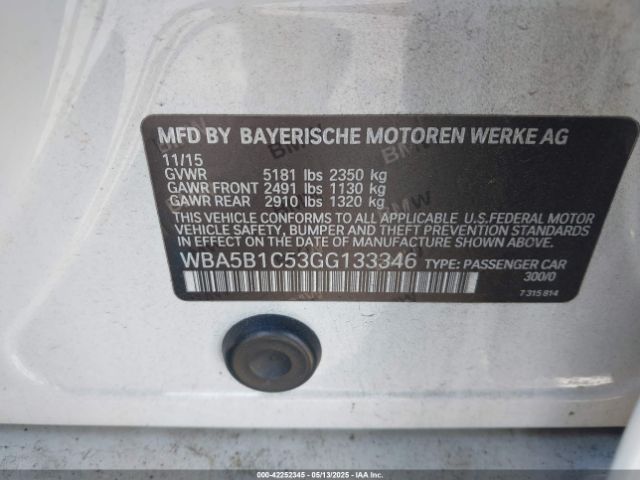 MFD BY BAYERISCHE MOTOREN WERKE AG
11/15
GVWR 5181 lbs 2350 kg
GAWR FRONT 2491 lbs 1130 kg
GAWR REAR 2910 lbs 1320 kg
THIS VEHICLE CONFORMS TO ALL APPLICABLE U.S.FEDERAL MOTOR
VEHICLE SAFETY, BUMPER AND THEFT PREVENTION STANDARDS
IN EFFECT ON THE DATE OF MANUFACTURE SHOWN ABOVE.
WBA5B1C53GG133346 TYPE: PASSENGER CAR
300/0
7 315 814
000-42252345 05/13/2025 IAA Inc.